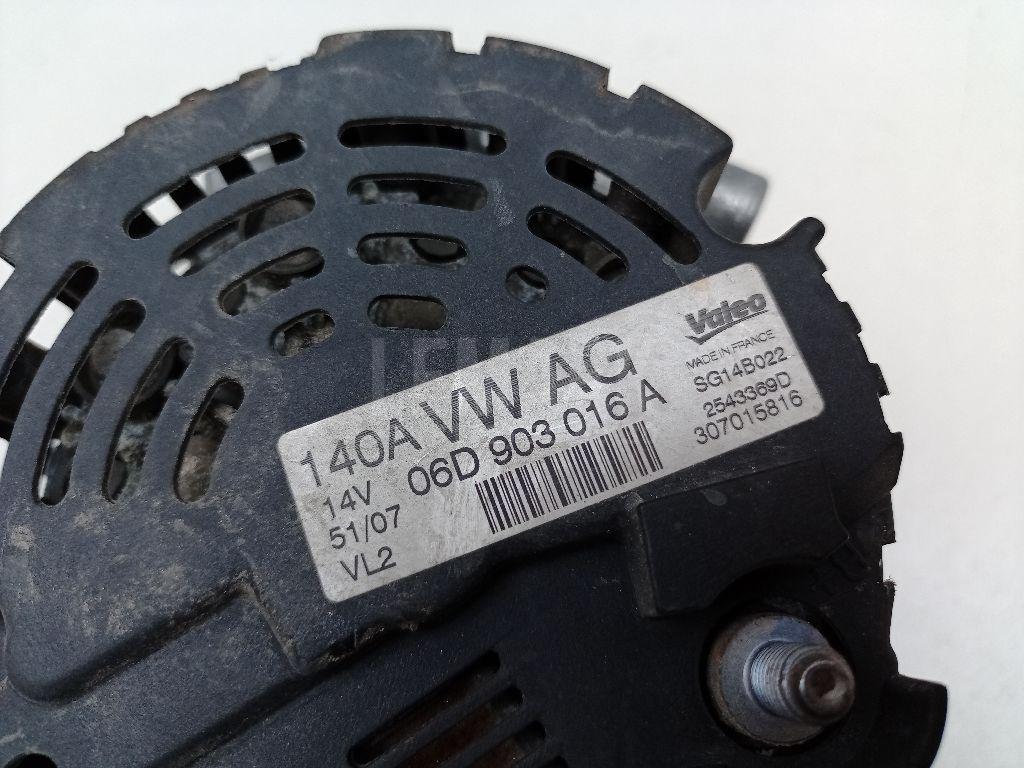 140A VW AG
14V 06D 903 016 A
51/07
VL2
Valeo
MADE IN FRANCE
SG14B022
2543369D
307015816